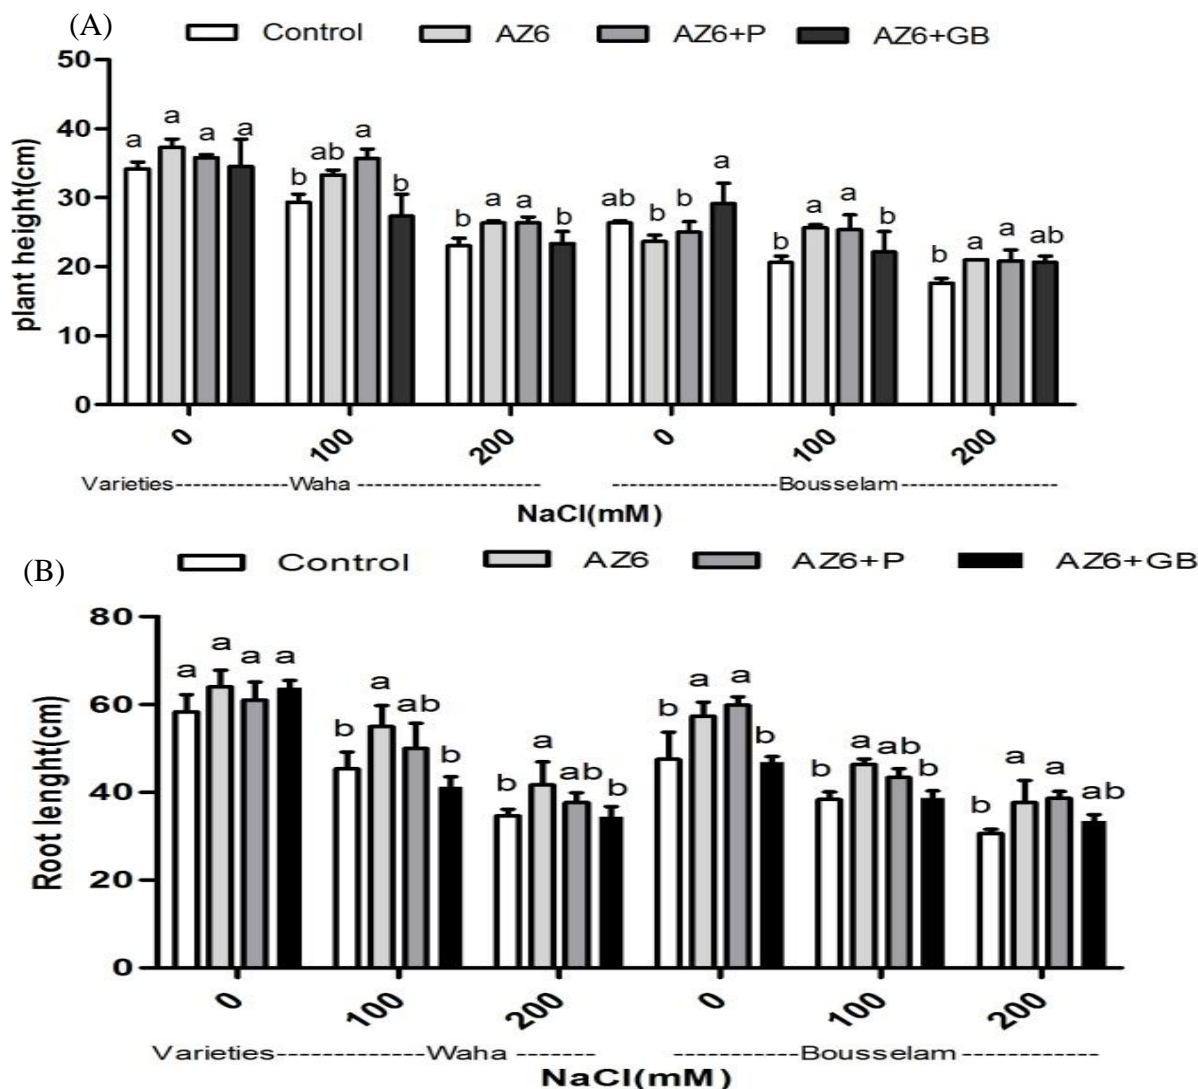 (A)
Control AZ6 AZ6+P AZ6+GB
plant height(cm)
50
40
30
20
10
0
a a a a b ab a b b a a b ab b b a b a a b b a a ab
0 100 200 0 100 200
Varieties---------------Waha -------------------- --------------------Bousselam------------------
NaCl(mM)
(B)
Control AZ6 AZ6+P AZ6+GB
Root lenght(cm)
80
60
40
20
0
a a a a b a ab b b a ab b b a a b b a ab b b a a ab
0 100 200 0 100 200
Varieties---------------Waha ------- ------------Bousselam ------------
NaCl(mM)